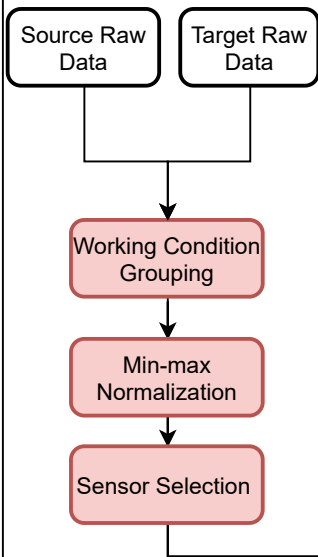 Source Raw
Data
Target Raw
Data
Working Condition
Grouping
Min-max
Normalization
Sensor Selection